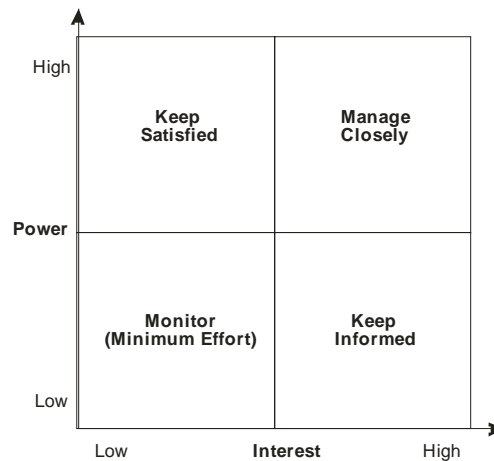 High
Keep
Satisfied
Manage
Closely
Power
Monitor
(Minimum Effort)
Keep
Informed
Low
Low
Interest
High